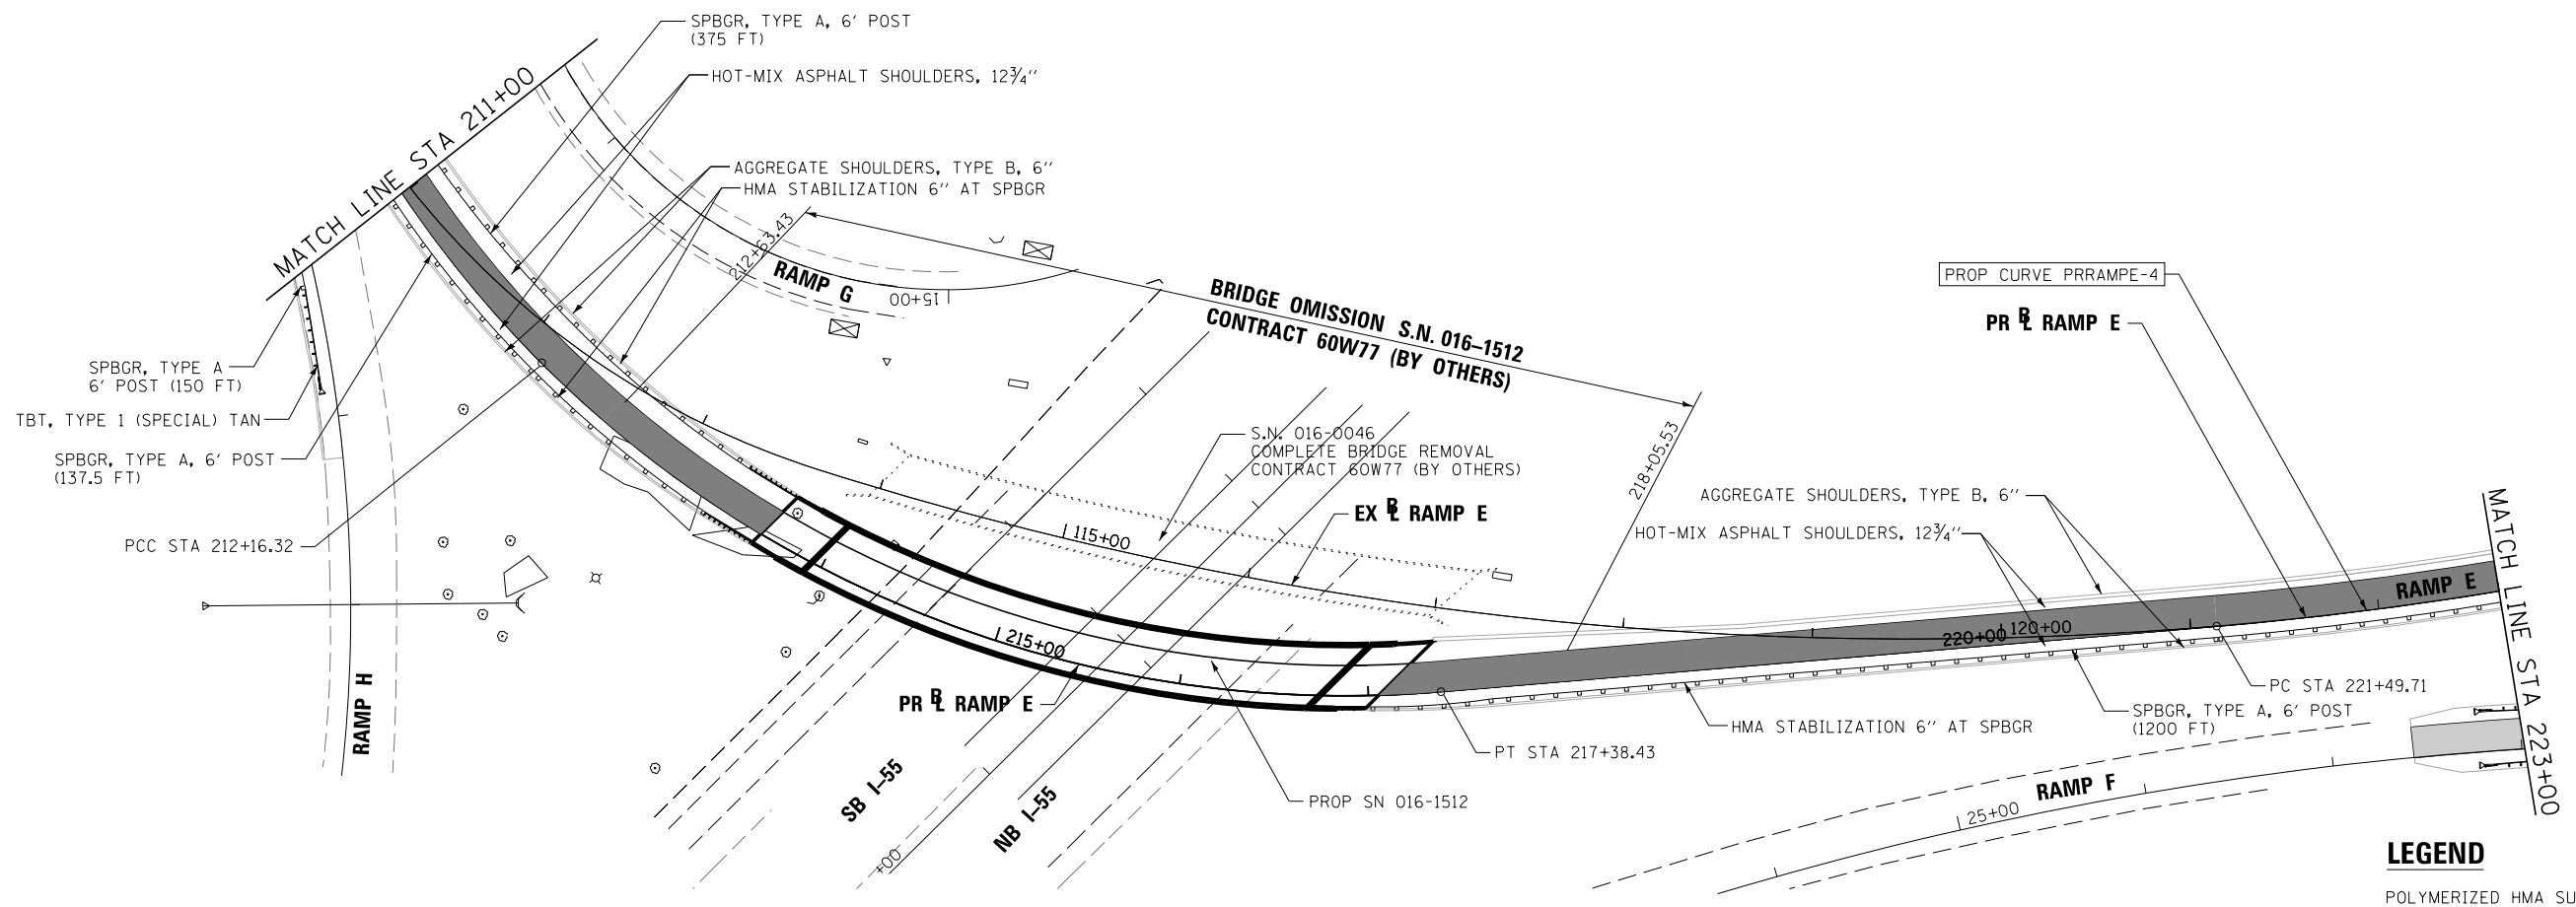 SPBGR, TYPE A, 6' POST
(375 FT)
HOT-MIX ASPHALT SHOULDERS, 12¾"
MATCH LINE STA 211+00
AGGREGATE SHOULDERS, TYPE B, 6"
HMA STABILIZATION 6" AT SPBGR
212+63.43
RAMP G
15+00
BRIDGE OMISSION S.N. 016-1512
CONTRACT 60W77 (BY OTHERS)
PROP CURVE PRRAMPE-4
PR BL RAMP E
SPBGR, TYPE A
6' POST (150 FT)
TBT, TYPE 1 (SPECIAL) TAN
SPBGR, TYPE A, 6' POST
(137.5 FT)
S.N. 016-0046
COMPLETE BRIDGE REMOVAL
CONTRACT 60W77 (BY OTHERS)
218+05.53
EX BL RAMP E
115+00
AGGREGATE SHOULDERS, TYPE B, 6"
HOT-MIX ASPHALT SHOULDERS, 12¾"
PCC STA 212+16.32
RAMP E
MATCH LINE STA 223+00
220+00
120+00
215+00
PR BL RAMP E
RAMP H
PC STA 221+49.71
SPBGR, TYPE A, 6' POST
(1200 FT)
HMA STABILIZATION 6" AT SPBGR
PT STA 217+38.43
PROP SN 016-1512
SB I-55
NB I-55
+00
RAMP F
25+00
LEGEND
POLYMERIZED HMA